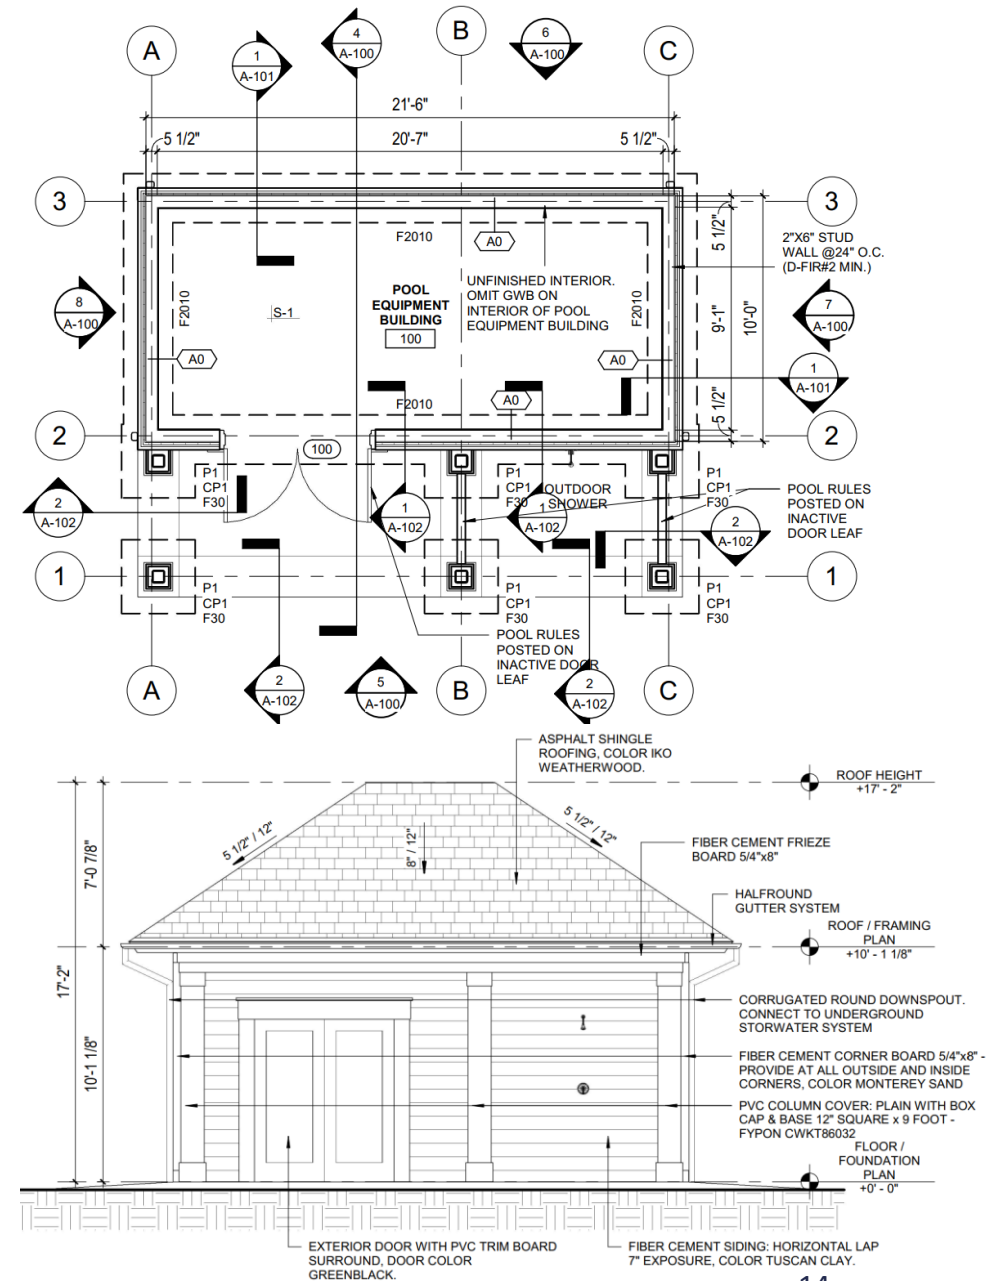 A
1
A-101
4
A-100
B
6
A-100
C
21'-6"
5 1/2"
20'-7"
5 1/2"
3
3
F2010
A0
5 1/2"
2"X6" STUD
WALL @24" O.C.
(D-FIR#2 MIN.)
8
A-100
F2010
S-1
POOL
EQUIPMENT
BUILDING
100
UNFINISHED INTERIOR.
OMIT GWB ON
INTERIOR OF POOL
EQUIPMENT BUILDING
F2010
9'-1"
10'-0"
7
A-100
A0
A0
1
A-101
F2010
A0
5 1/2"
2
100
2
2
A-102
P1
CP1
F30
1
A-102
P1
CP1
F30
OUTDOOR
SHOWER
1
A-102
P1
CP1
F30
2
A-102
POOL RULES
POSTED ON
INACTIVE
DOOR LEAF
1
P1
CP1
F30
P1
CP1
F30
P1
CP1
F30
1
POOL RULES
POSTED ON
INACTIVE DOOR
LEAF
A
2
A-102
5
A-100
B
2
A-102
C
ASPHALT SHINGLE
ROOFING, COLOR IKO
WEATHERWOOD.
ROOF HEIGHT
+17' - 2"
5 1/2" / 12"
8" / 12"
5 1/2" / 12"
7'-0 7/8"
FIBER CEMENT FRIEZE
BOARD 5/4"x8"
HALFROUND
GUTTER SYSTEM
ROOF / FRAMING
PLAN
+10' - 1 1/8"
17'-2"
10'-1 1/8"
CORRUGATED ROUND DOWNSPOUT.
CONNECT TO UNDERGROUND
STORWATER SYSTEM
FIBER CEMENT CORNER BOARD 5/4"x8" -
PROVIDE AT ALL OUTSIDE AND INSIDE
CORNERS, COLOR MONTEREY SAND
PVC COLUMN COVER: PLAIN WITH BOX
CAP & BASE 12" SQUARE x 9 FOOT -
FYPON CWKT86032
FLOOR /
FOUNDATION
PLAN
+0' - 0"
EXTERIOR DOOR WITH PVC TRIM BOARD
SURROUND, DOOR COLOR
GREENBLACK.
FIBER CEMENT SIDING: HORIZONTAL LAP
7" EXPOSURE, COLOR TUSCAN CLAY.